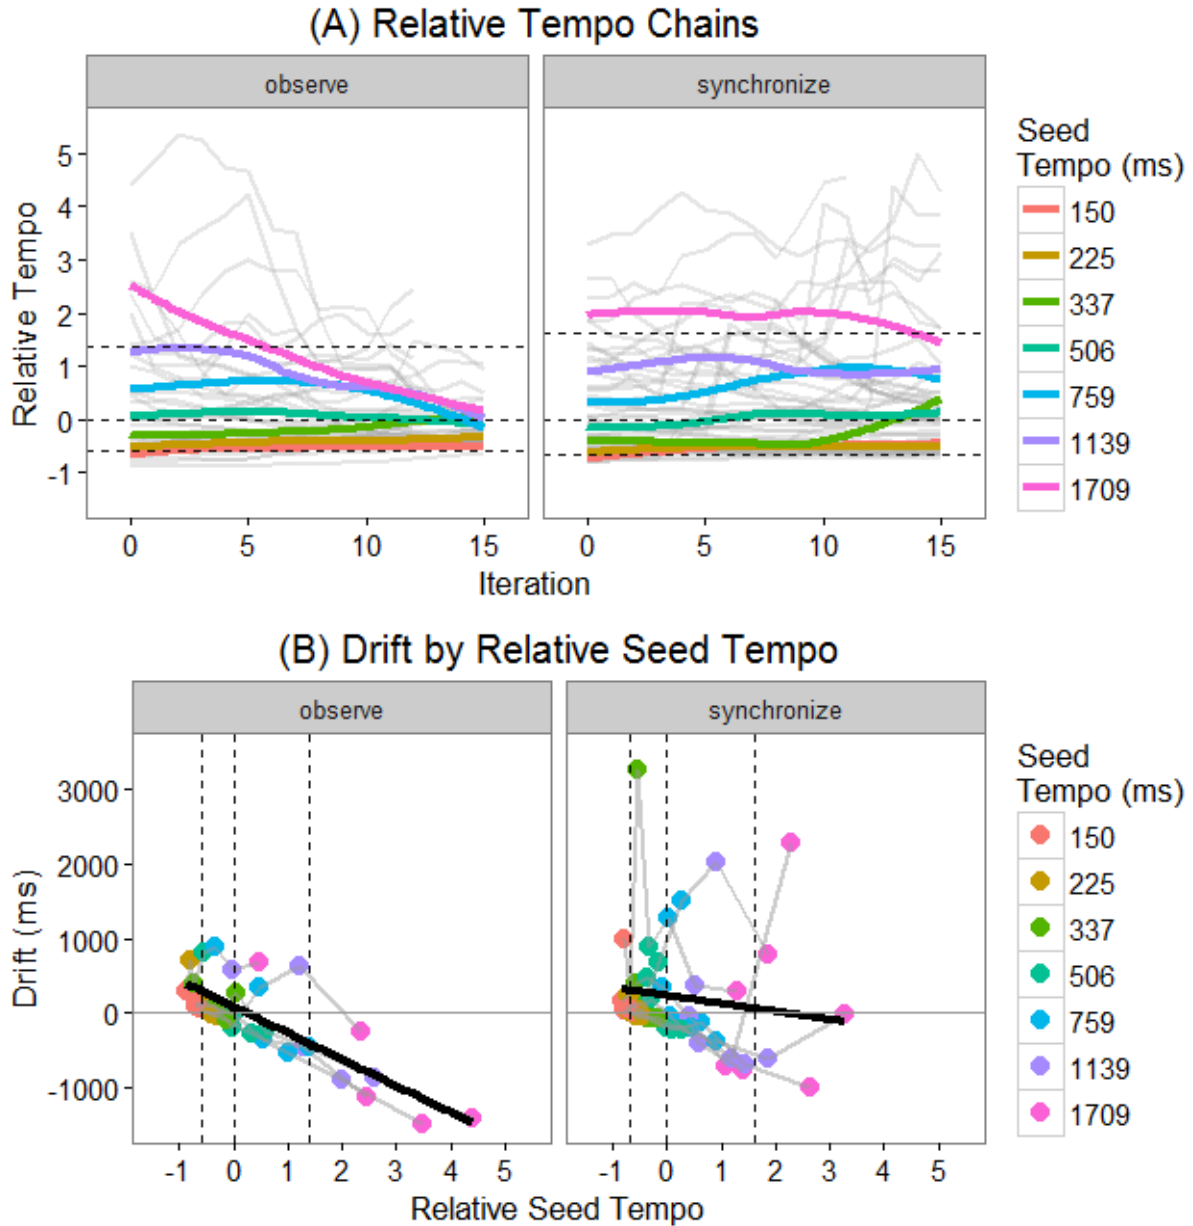 (A) Relative Tempo Chains
observe
synchronize
Relative Tempo
5
4
3
2
1
0
-1
0 5 10 15
0 5 10 15
Iteration
Seed
Tempo (ms)
150
225
337
506
759
1139
1709
(B) Drift by Relative Seed Tempo
observe
synchronize
Drift (ms)
3000
2000
1000
0
-1000
-1 0 1 2 3 4 5
-1 0 1 2 3 4 5
Relative Seed Tempo
Seed
Tempo (ms)
150
225
337
506
759
1139
1709